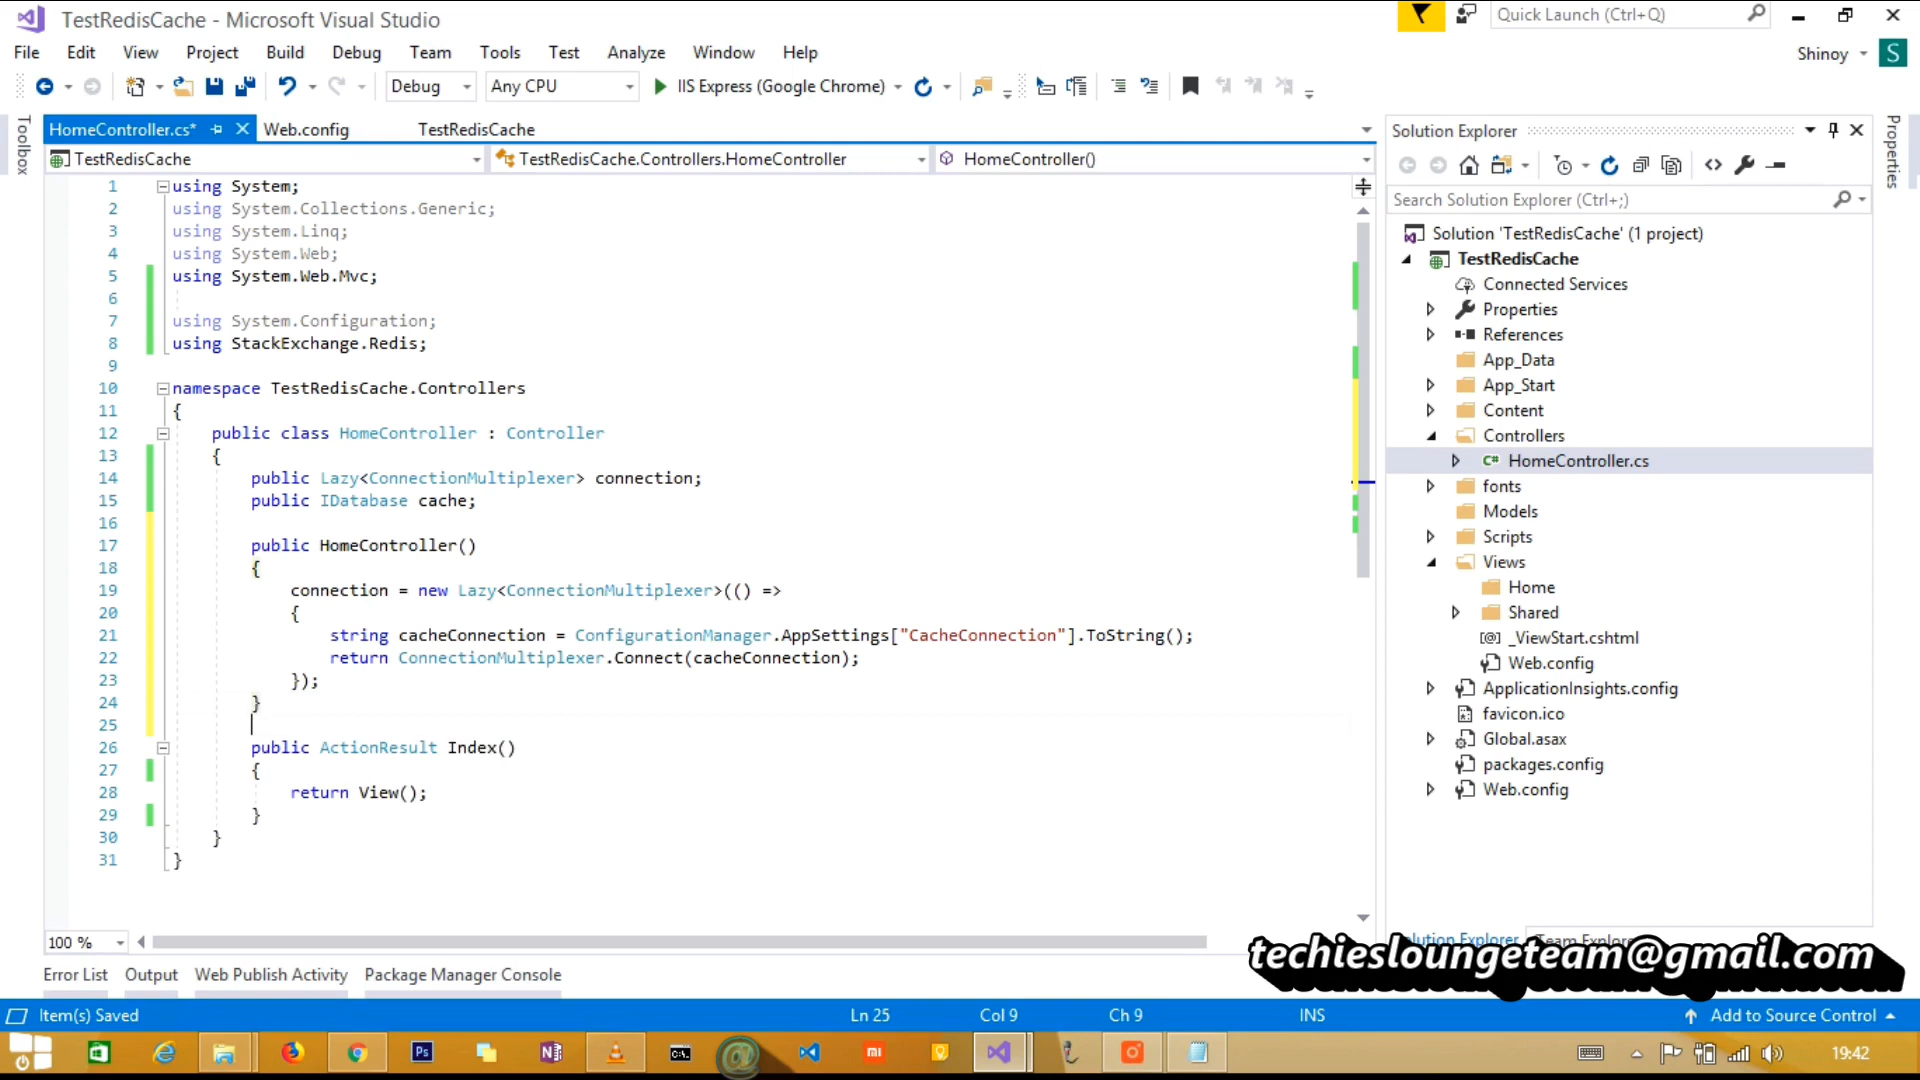 TestRedisCache - Microsoft Visual Studio
Quick Launch (Ctrl+Q)
File Edit View Project Build Debug Team Tools Test Analyze Window Help
Shinoy
S
Debug Any CPU IIS Express (Google Chrome)
Toolbox
HomeController.cs* Web.config TestRedisCache
TestRedisCache TestRedisCache.Controllers.HomeController HomeController()
1 using System;
2 using System.Collections.Generic;
3 using System.Linq;
4 using System.Web;
5 using System.Web.Mvc;
6
7 using System.Configuration;
8 using StackExchange.Redis;
9
10 namespace TestRedisCache.Controllers
11 {
12 public class HomeController : Controller
13 {
14 public Lazy<ConnectionMultiplexer> connection;
15 public IDatabase cache;
16
17 public HomeController()
18 {
19 connection = new Lazy<ConnectionMultiplexer>(() =>
20 {
21 string cacheConnection = ConfigurationManager.AppSettings["CacheConnection"].ToString();
22 return ConnectionMultiplexer.Connect(cacheConnection);
23 });
24 }
25
26 public ActionResult Index()
27 {
28 return View();
29 }
30 }
31 }
Solution Explorer
Properties
Search Solution Explorer (Ctrl+;)
Solution 'TestRedisCache' (1 project)
TestRedisCache
Connected Services
Properties
References
App_Data
App_Start
Content
Controllers
C# HomeController.cs
fonts
Models
Scripts
Views
Home
Shared
[@] _ViewStart.cshtml
Web.config
ApplicationInsights.config
favicon.ico
Global.asax
packages.config
Web.config
100 %
Solution Explorer Team Explorer
techiesloungeteam@gmail.com
Error List Output Web Publish Activity Package Manager Console
Item(s) Saved Ln 25 Col 9 Ch 9 INS Add to Source Control
Ps N mi
19:42